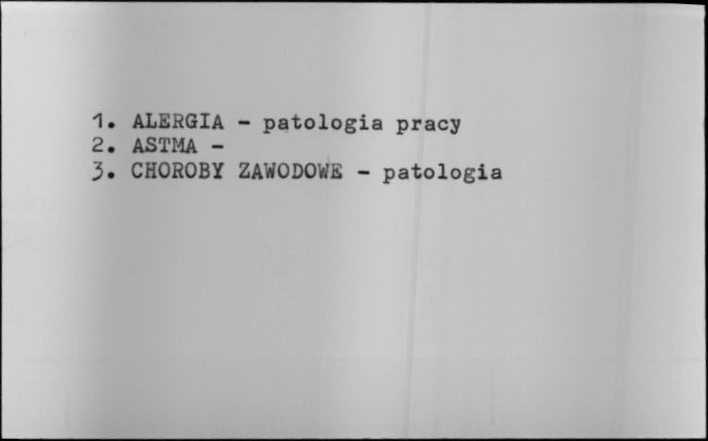 1. ALERGIA - patologia pracy
2. ASTMA -
3. CHOROBY ZAWODOWE - patologia